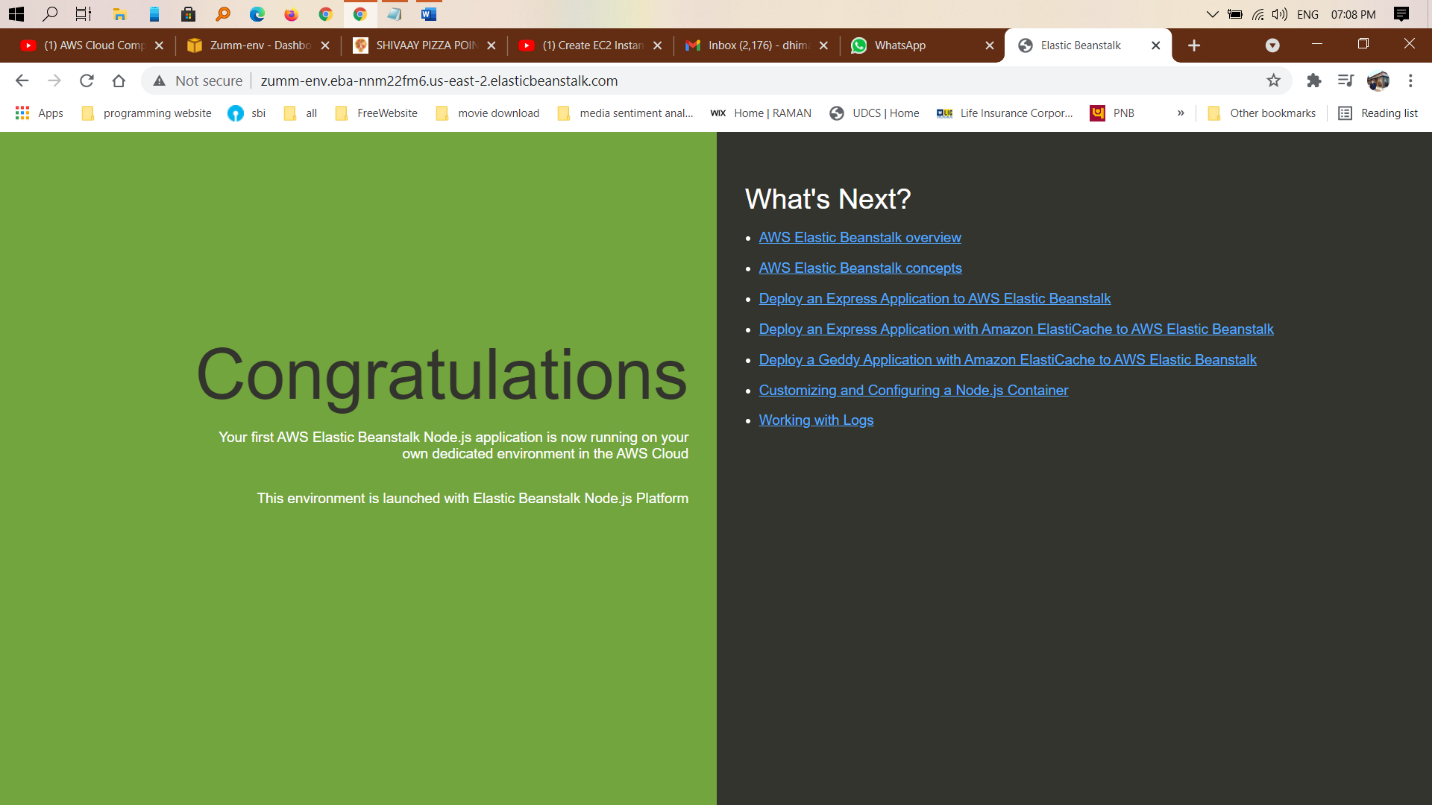 ENG 07:08 PM
(1) AWS Cloud Comp
Zumm-env - Dashbo
SHIVAAY PIZZA POIN
(1) Create EC2 Instan
Inbox (2,176) - dhima
WhatsApp
Elastic Beanstalk
Not secure zumm-env.eba-nnm22fm6.us-east-2.elasticbeanstalk.com
Apps programming website sbi all FreeWebsite movie download media sentiment anal... WIX Home | RAMAN UDCS | Home LIC Life Insurance Corpor... PNB » Other bookmarks Reading list
Congratulations
Your first AWS Elastic Beanstalk Node.js application is now running on your
own dedicated environment in the AWS Cloud
This environment is launched with Elastic Beanstalk Node.js Platform
What's Next?
AWS Elastic Beanstalk overview
AWS Elastic Beanstalk concepts
Deploy an Express Application to AWS Elastic Beanstalk
Deploy an Express Application with Amazon ElastiCache to AWS Elastic Beanstalk
Deploy a Geddy Application with Amazon ElastiCache to AWS Elastic Beanstalk
Customizing and Configuring a Node.js Container
Working with Logs